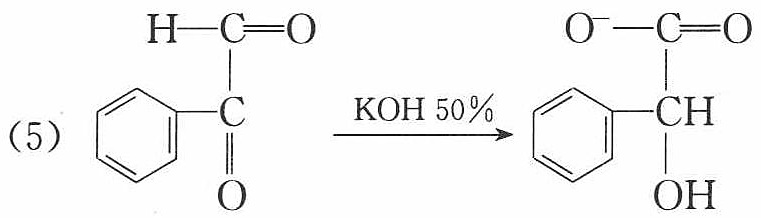 H—C=O
O⁻—C=O
(5)
C
KOH 50%
CH
O
OH